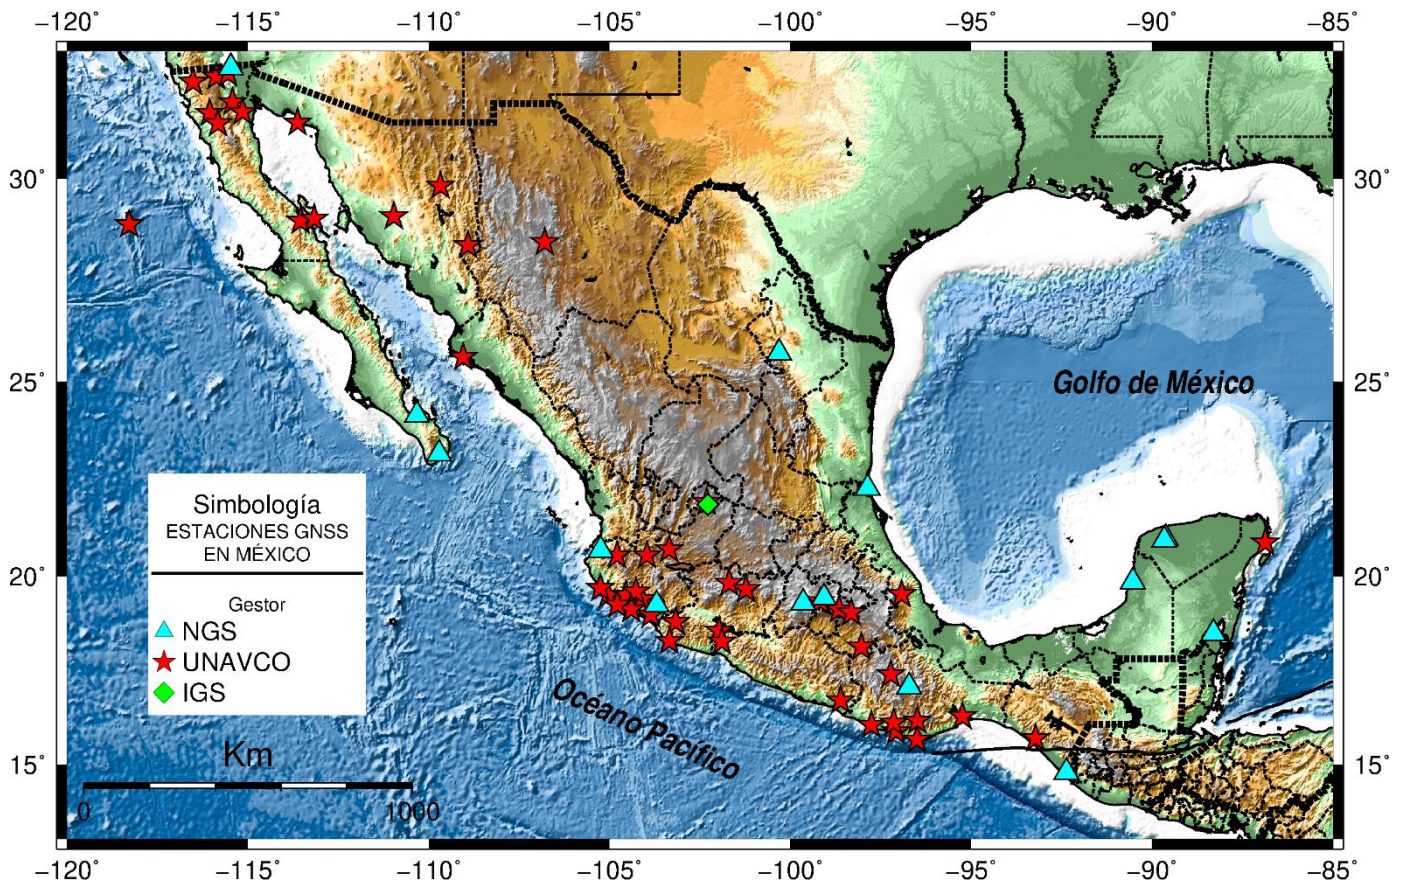 −120˚ −115˚ −110˚ −105˚ −100˚ −95˚ −90˚ −85˚
30˚ 30˚
25˚ 25˚
Golfo de México
Simbología
ESTACIONES GNSS
EN MÉXICO
Gestor
NGS
UNAVCO
IGS
20˚ 20˚
Océano Pacífico
Km
0 1000
15˚ 15˚
−120˚ −115˚ −110˚ −105˚ −100˚ −95˚ −90˚ −85˚